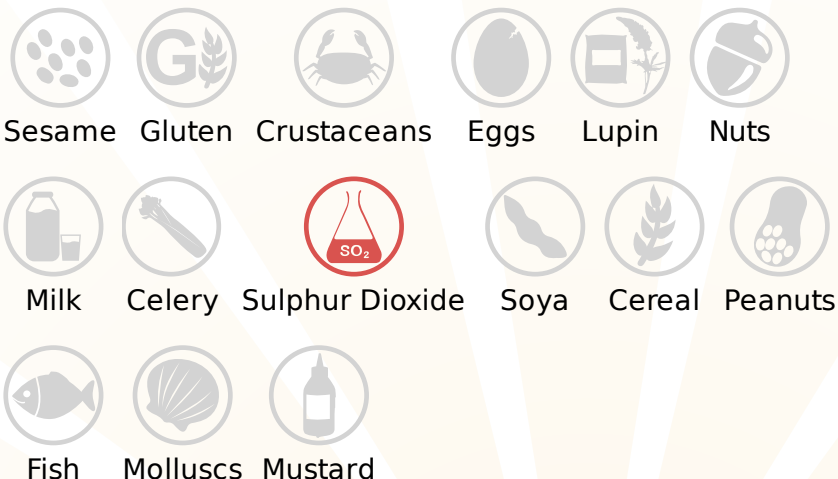 G
Sesame Gluten Crustaceans Eggs Lupin Nuts
SO₂
Milk Celery Sulphur Dioxide Soya Cereal Peanuts
Fish Molluscs Mustard